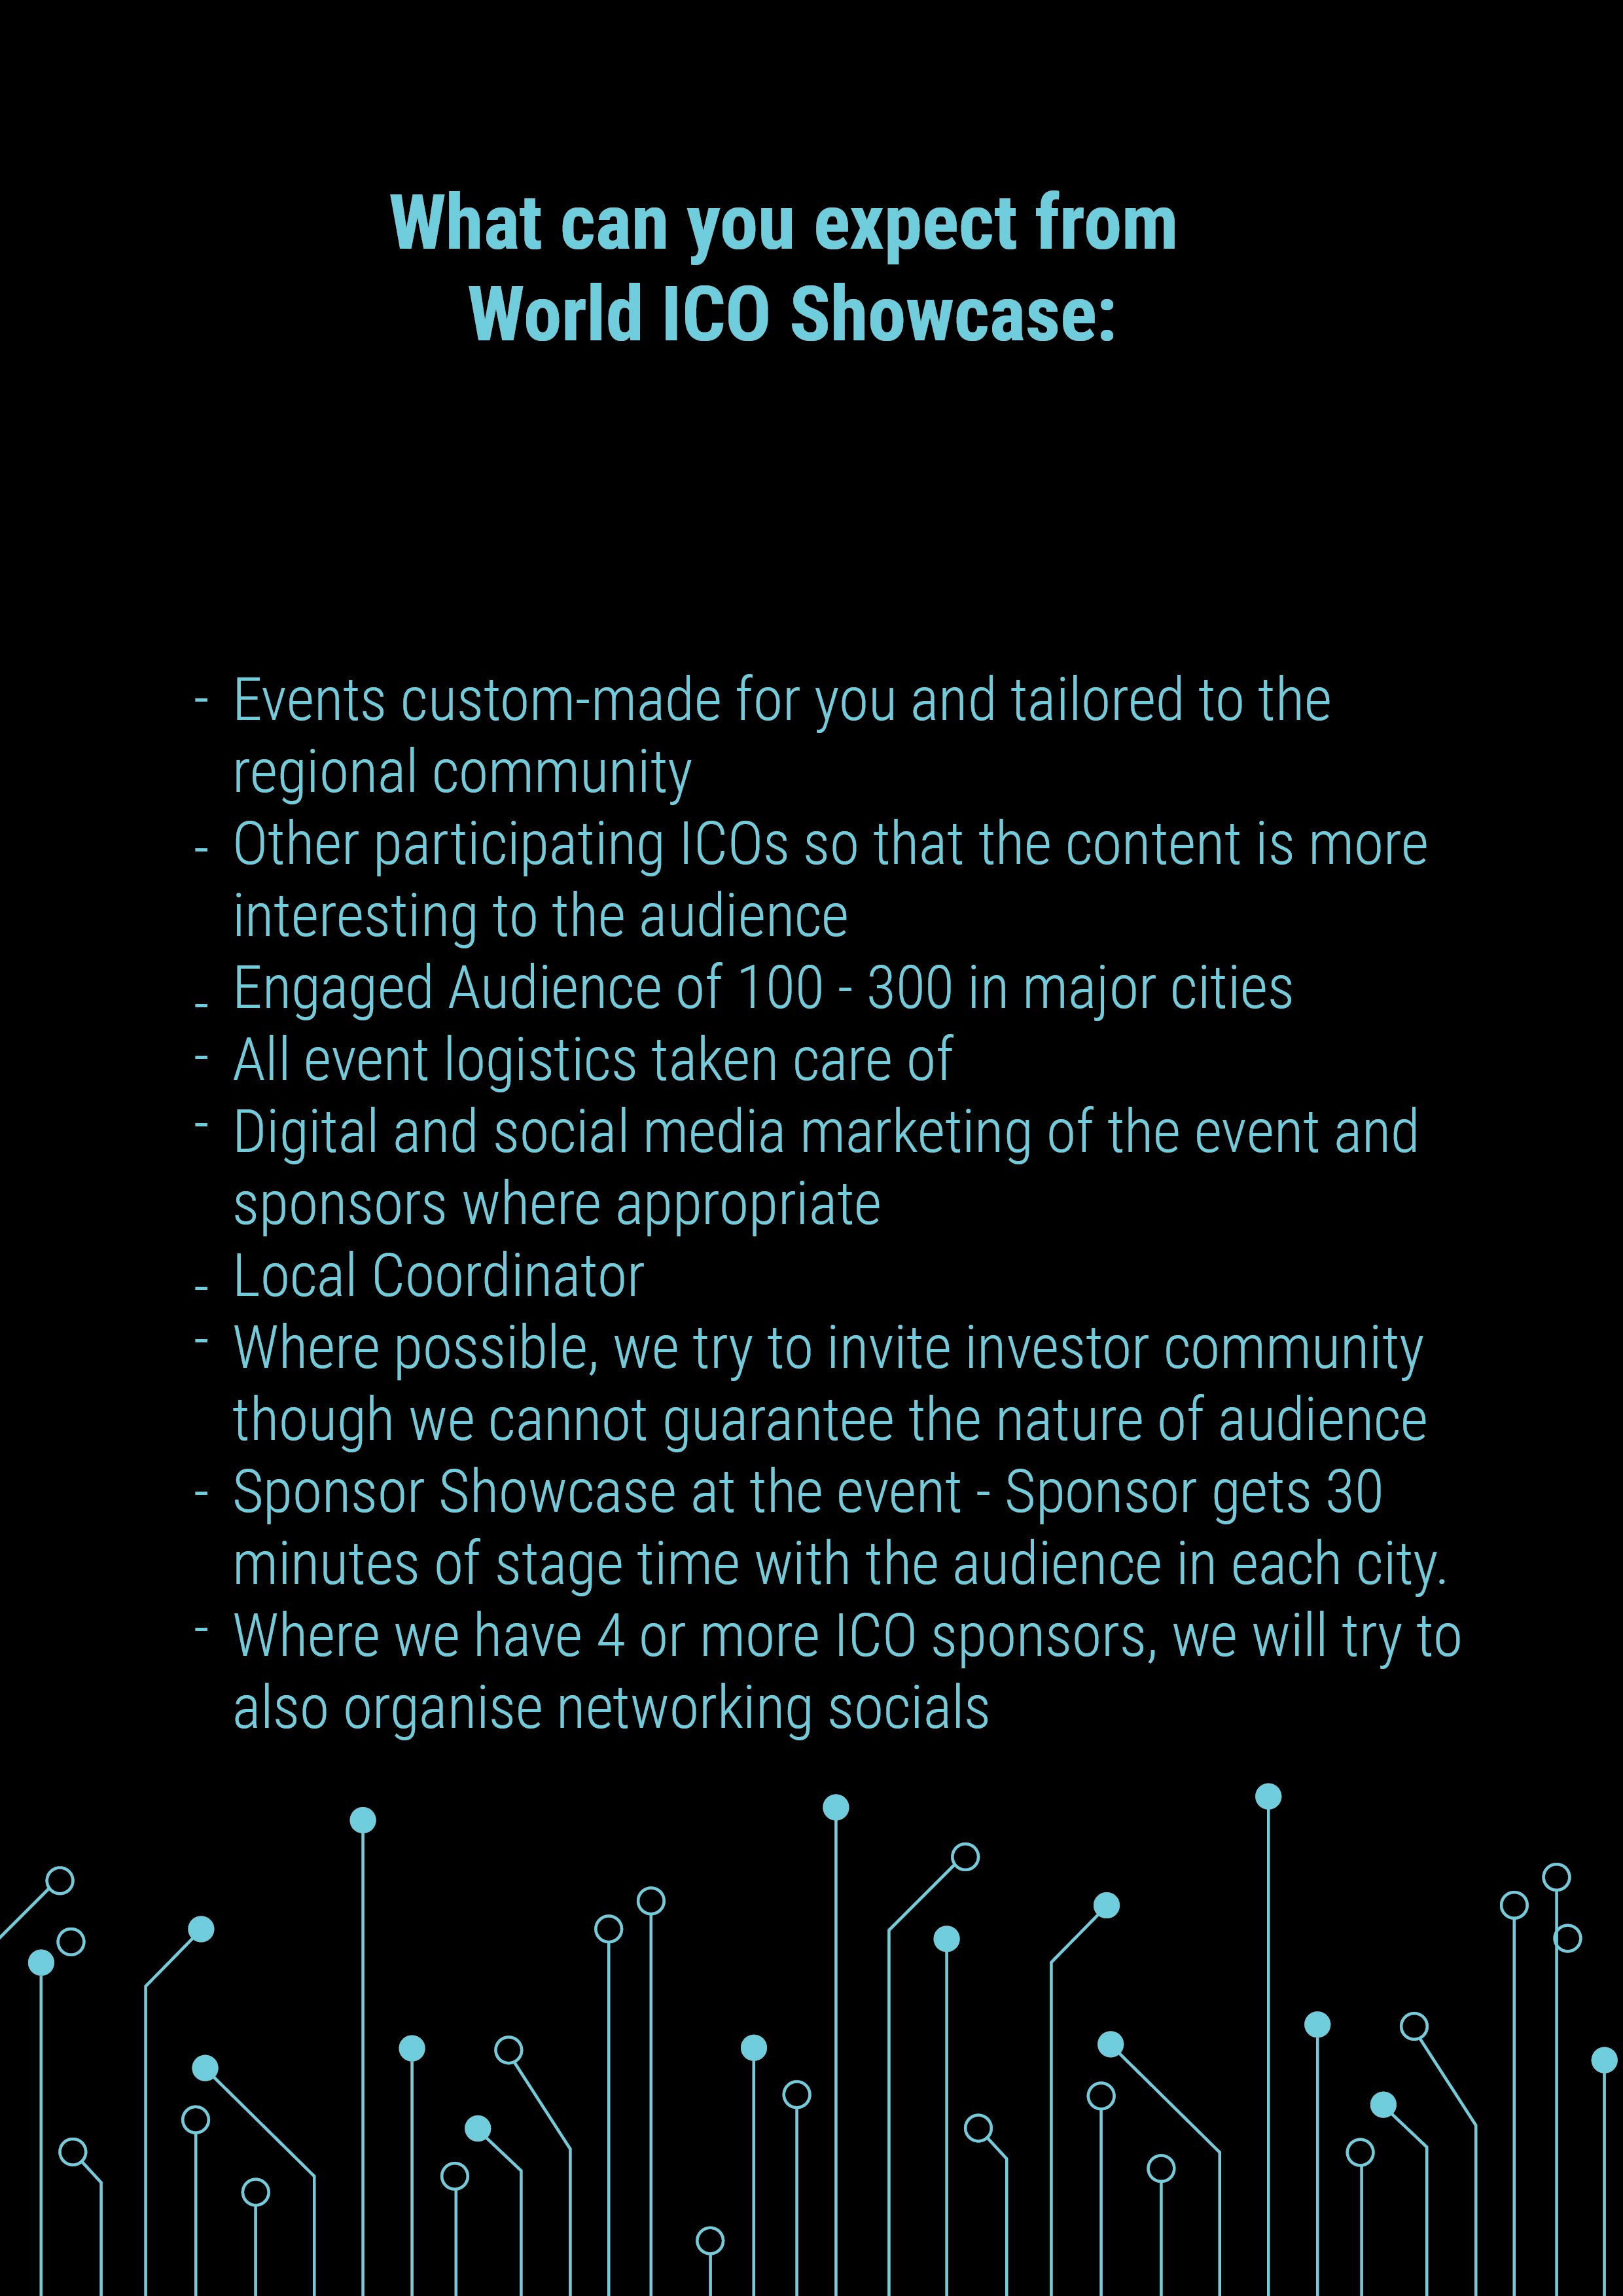 What can you expect from
World ICO Showcase:
- Events custom-made for you and tailored to the
regional community
- Other participating ICOs so that the content is more
interesting to the audience
- Engaged Audience of 100 - 300 in major cities
- All event logistics taken care of
- Digital and social media marketing of the event and
sponsors where appropriate
- Local Coordinator
- Where possible, we try to invite investor community
though we cannot guarantee the nature of audience
- Sponsor Showcase at the event - Sponsor gets 30
minutes of stage time with the audience in each city.
- Where we have 4 or more ICO sponsors, we will try to
also organise networking socials